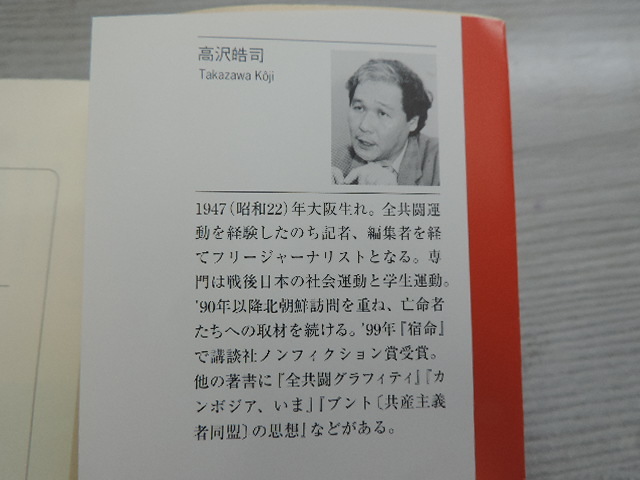 高沢皓司
Takazawa Kôji
1947（昭和22）年大阪生れ。全共闘運
動を経験したのち記者、編集者を経
てフリージャーナリストとなる。専
門は戦後日本の社会運動と学生運動。
'90年以降北朝鮮訪問を重ね、亡命者
たちへの取材を続ける。'99年『宿命』
で講談社ノンフィクション賞受賞。
他の著書に『全共闘グラフィティ』『カ
ンボジア、いま』『ブント〔共産主義
者同盟〕の思想』などがある。